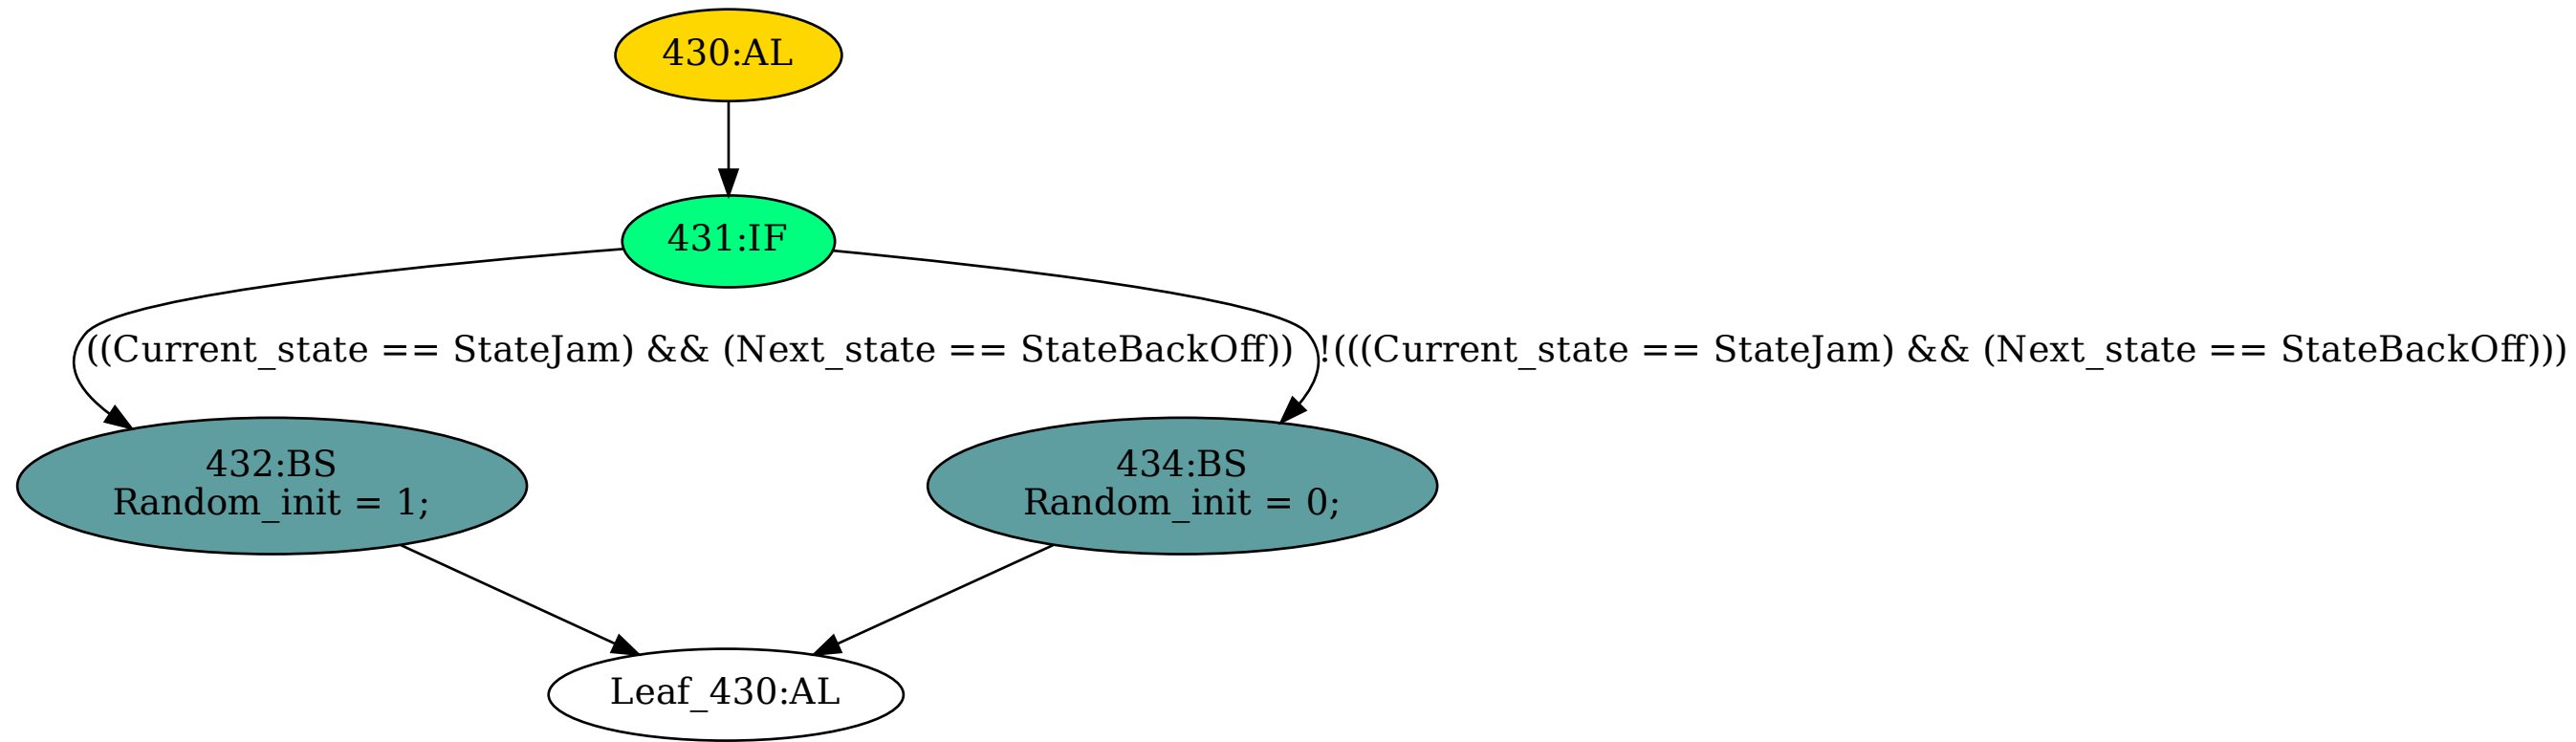 430:AL
431:IF
((Current_state == StateJam) && (Next_state == StateBackOff))
!(((Current_state == StateJam) && (Next_state == StateBackOff)))
432:BS
Random_init = 1;
434:BS
Random_init = 0;
Leaf_430:AL